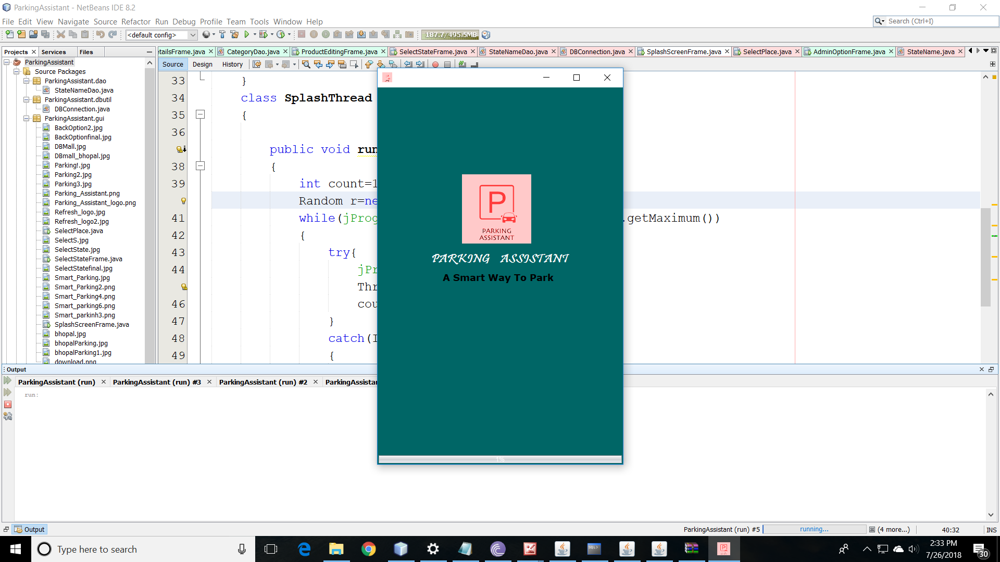 ParkingAssistant - NetBeans IDE 8.2
File Edit View Navigate Source Refactor Run Debug Profile Team Tools Window Help
Search (Ctrl+I)
<default config>
187.7/495.5MB
Projects Services Files
etailsFrame.java CategoryDao.java ProductEditingFrame.java SelectStateFrame.java StateNameDao.java DBConnection.java SplashScreenFrame.java SelectPlace.java AdminOptionFrame.java StateName.java
Source Design History
ParkingAssistant
Source Packages
ParkingAssistant.dao
StateNameDao.java
ParkingAssistant.dbutil
DBConnection.java
ParkingAssistant.gui
BackOption2.jpg
BackOptionfinal.jpg
DBMall.jpg
DBmall_bhopal.jpg
Parking!.jpg
Parking2.jpg
Parking3.jpg
Parking_Assistant.png
Parking_Assistant_logo.png
Refresh_logo.jpg
Refresh_logo2.jpg
SelectPlace.java
SelectS.jpg
SelectState.jpg
SelectStateFrame.java
SelectStatefinal.jpg
Smart_Parking.jpg
Smart_Parking2.png
Smart_Parking4.png
Smart_parking6.png
Smart_parkinh3.png
SplashScreenFrame.java
bhopal.jpg
bhopalParking.jpg
bhopalParking1.jpg
download.png
33 }
34 class SplashThread
35 {
36
public void run
38 {
39 int count=1
Random r=ne
41 while(jProg .getMaximum())
42 {
43 try{
44 jPr
Thr
46 cou
47 }
48 catch(I
49 {
P
PARKING
ASSISTANT
PARKING ASSISTANT
A Smart Way To Park
1%
Output
ParkingAssistant (run) ParkingAssistant (run) #3 ParkingAssistant (run) #2 ParkingAssistan
run:
Output
ParkingAssistant (run) #5 running... (4 more...) 40:32 INS
Type here to search
SQL>
P
2:33 PM
7/26/2018
30